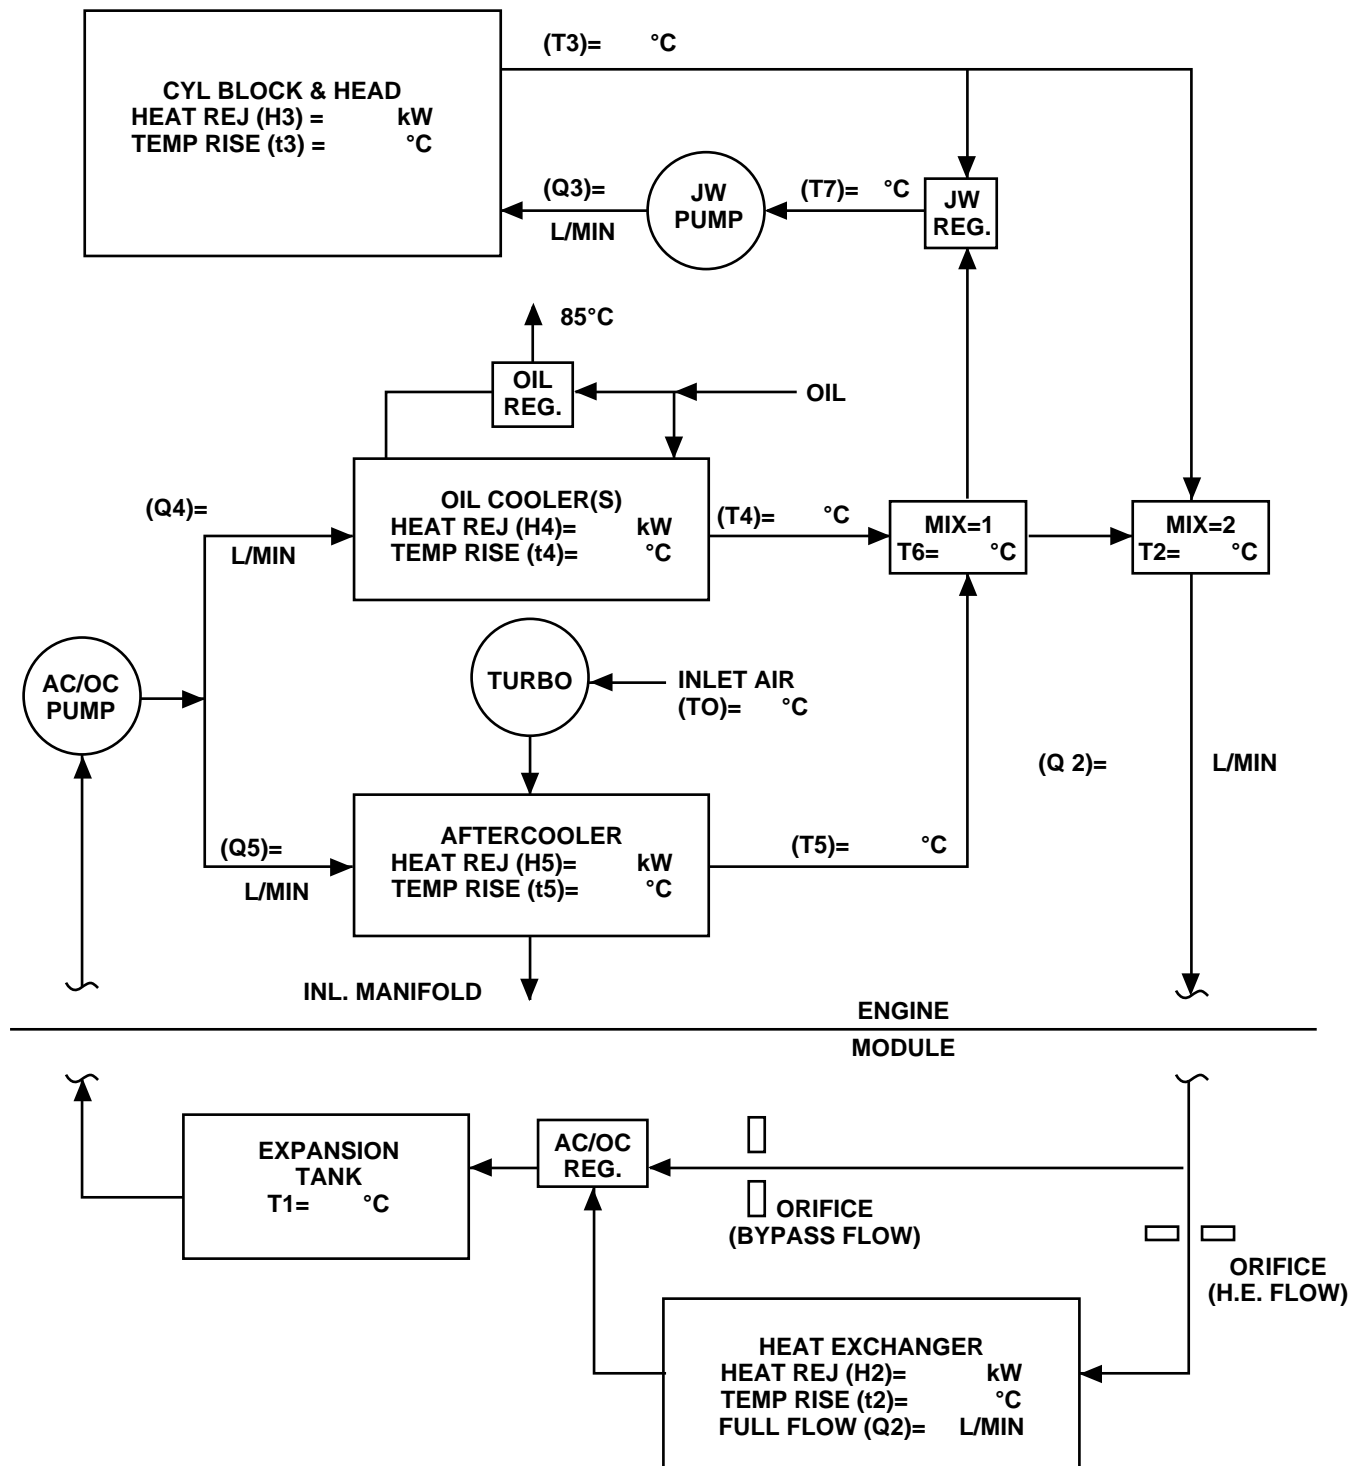 (T3)= °C
CYL BLOCK & HEAD
HEAT REJ (H3) = kW
TEMP RISE (t3) = °C
(Q3)=
L/MIN
JW
PUMP
(T7)= °C
JW
REG.
85°C
OIL
REG.
OIL
(Q4)=
L/MIN
OIL COOLER(S)
HEAT REJ (H4)= kW
TEMP RISE (t4)= °C
(T4)= °C
MIX=1
T6= °C
MIX=2
T2= °C
AC/OC
PUMP
TURBO
INLET AIR
(TO)= °C
(Q 2)= L/MIN
(Q5)=
L/MIN
AFTERCOOLER
HEAT REJ (H5)= kW
TEMP RISE (t5)= °C
(T5)= °C
INL. MANIFOLD
ENGINE
MODULE
EXPANSION
TANK
T1= °C
AC/OC
REG.
ORIFICE
(BYPASS FLOW)
ORIFICE
(H.E. FLOW)
HEAT EXCHANGER
HEAT REJ (H2)= kW
TEMP RISE (t2)= °C
FULL FLOW (Q2)= L/MIN